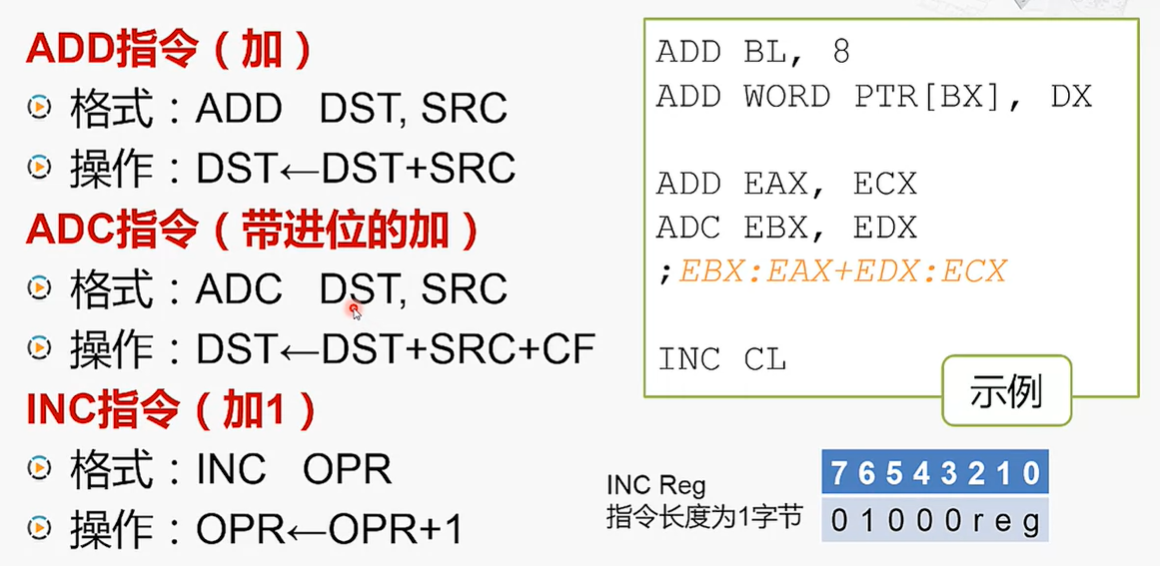 ADD指令（加）
格式：ADD DST, SRC
操作：DST←DST+SRC
ADC指令（带进位的加）
格式：ADC DST, SRC
操作：DST←DST+SRC+CF
INC指令（加1）
格式：INC OPR
操作：OPR←OPR+1
ADD BL, 8
ADD WORD PTR[BX], DX
ADD EAX, ECX
ADC EBX, EDX
;EBX:EAX+EDX:ECX
INC CL
示例
INC Reg
指令长度为1字节
7 6 5 4 3 2 1 0
0 1 0 0 0 r e g